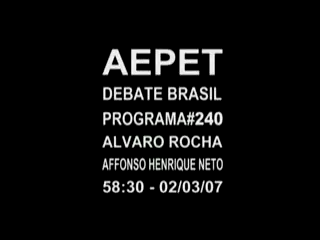 AEPET
DEBATE BRASIL
PROGRAMA#240
ALVARO ROCHA
AFFONSO HENRIQUE NETO
58:30 - 02/03/07